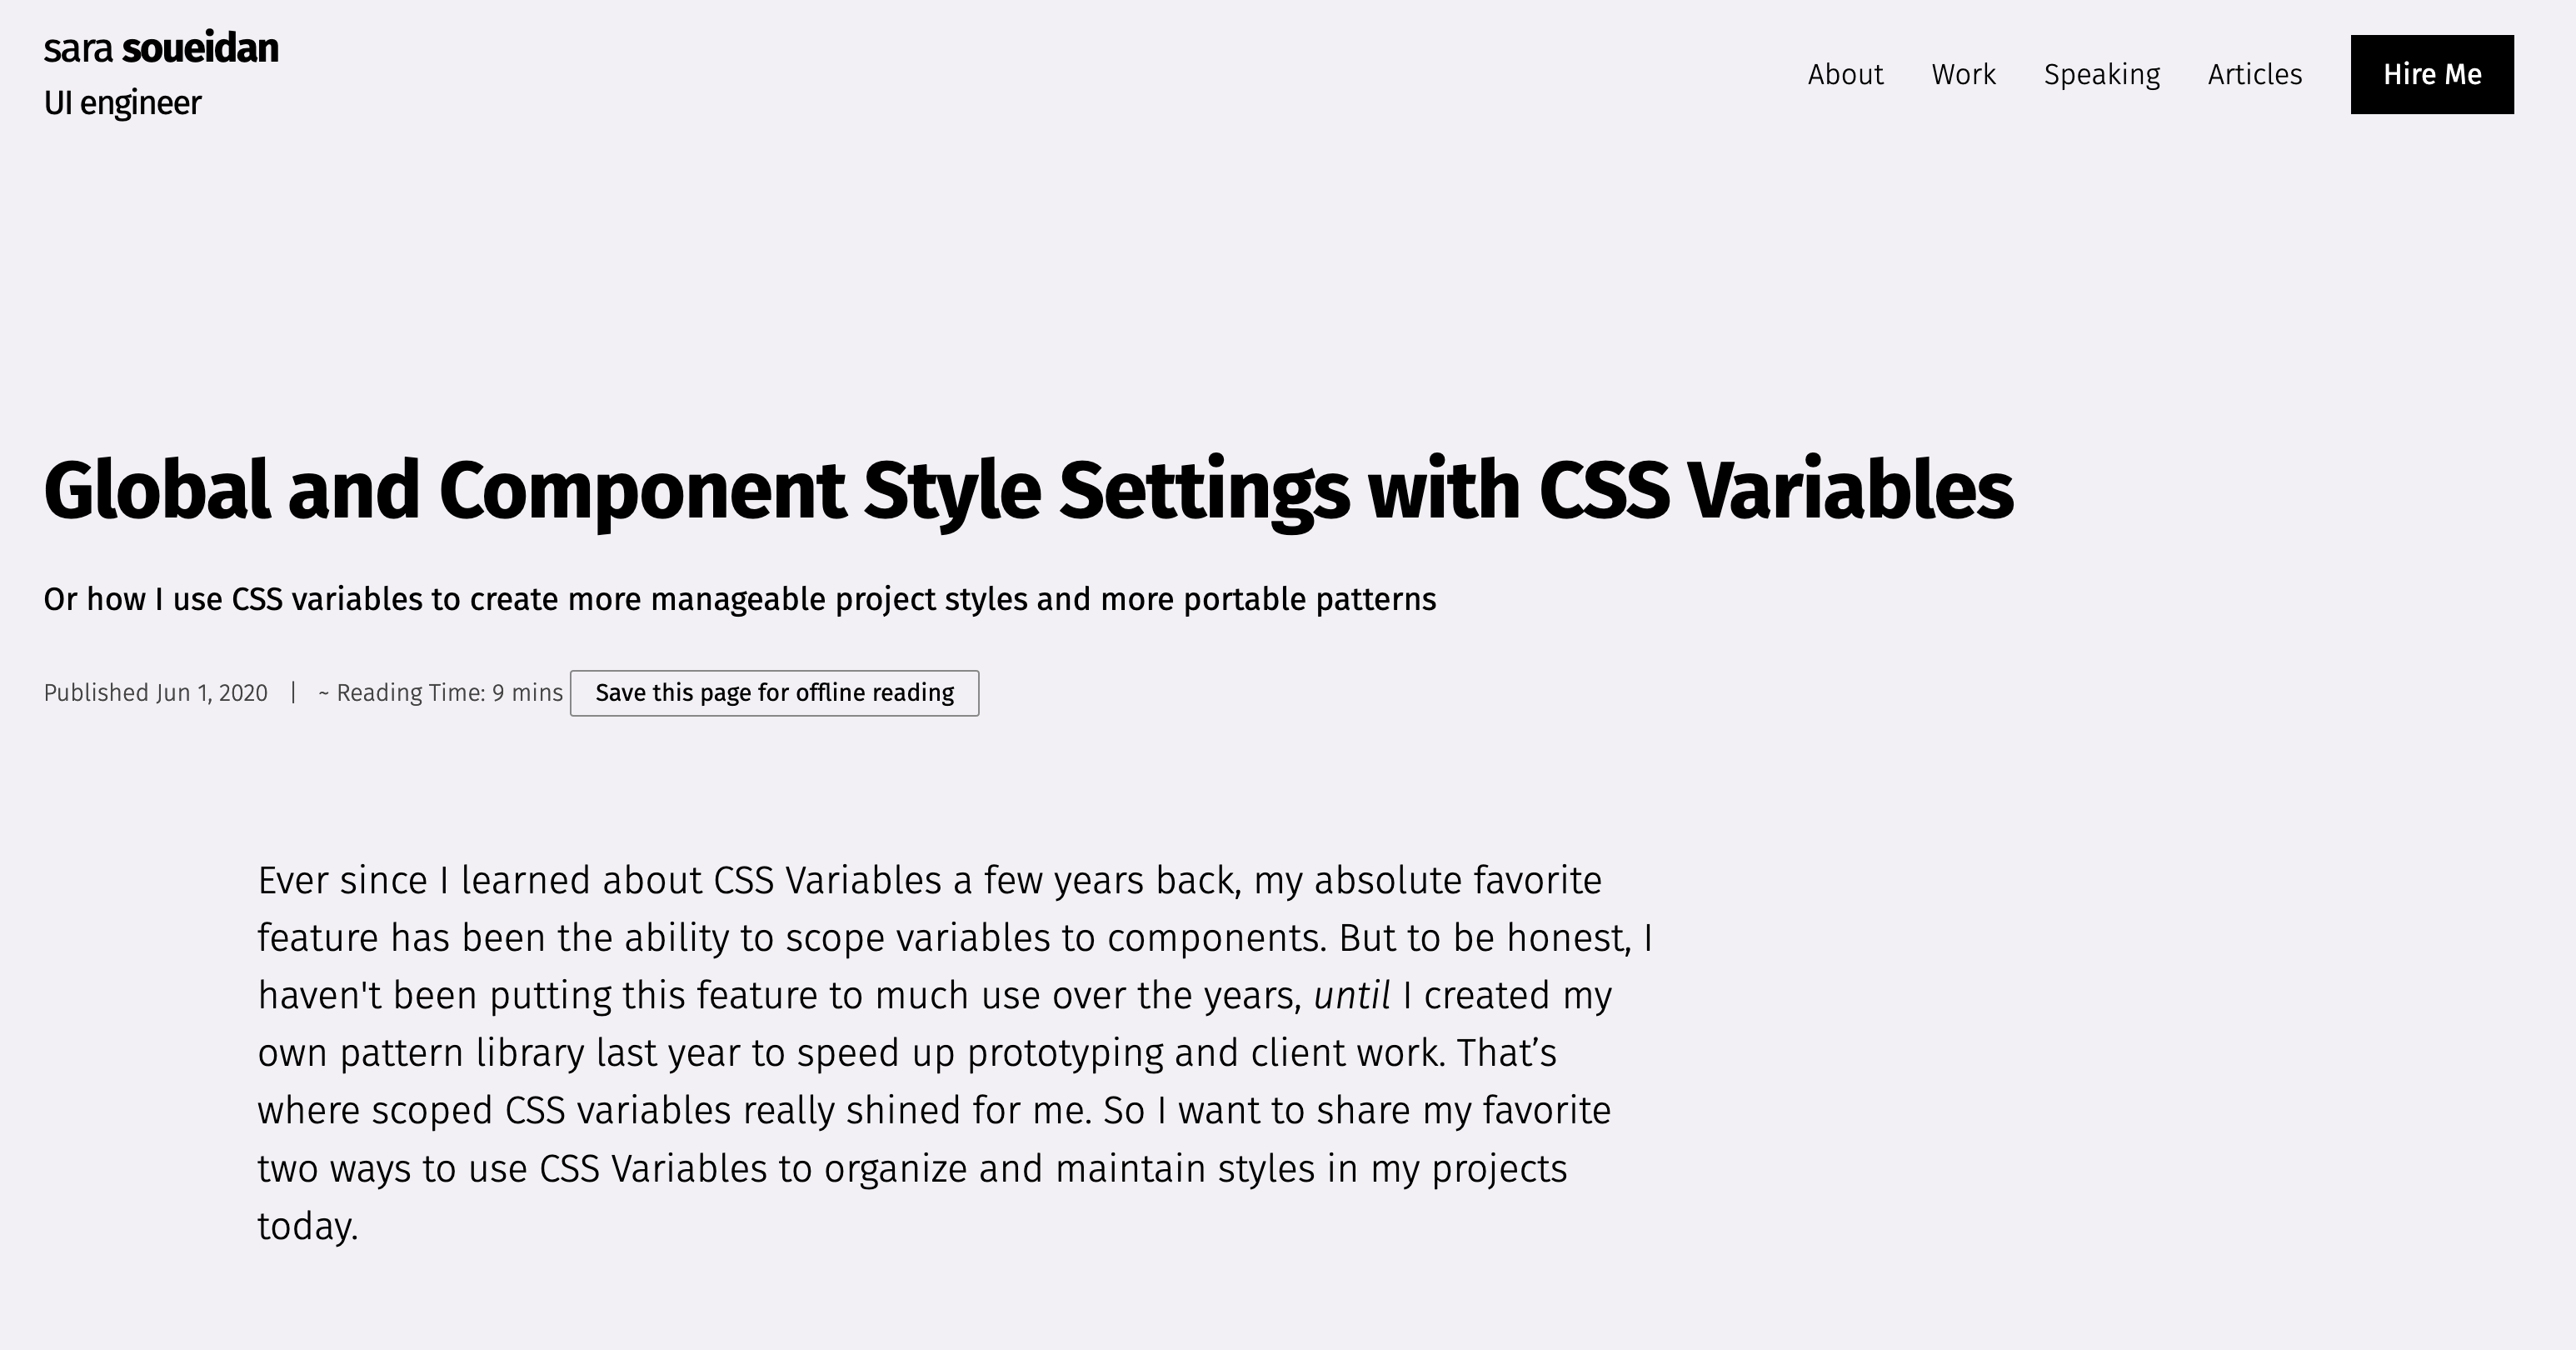 sara soueidan
UI engineer
About Work Speaking Articles Hire Me
Global and Component Style Settings with CSS Variables
Or how I use CSS variables to create more manageable project styles and more portable patterns
Published Jun 1, 2020 | ~ Reading Time: 9 mins Save this page for offline reading
Ever since I learned about CSS Variables a few years back, my absolute favorite
feature has been the ability to scope variables to components. But to be honest, I
haven't been putting this feature to much use over the years, until I created my
own pattern library last year to speed up prototyping and client work. That’s
where scoped CSS variables really shined for me. So I want to share my favorite
two ways to use CSS Variables to organize and maintain styles in my projects
today.